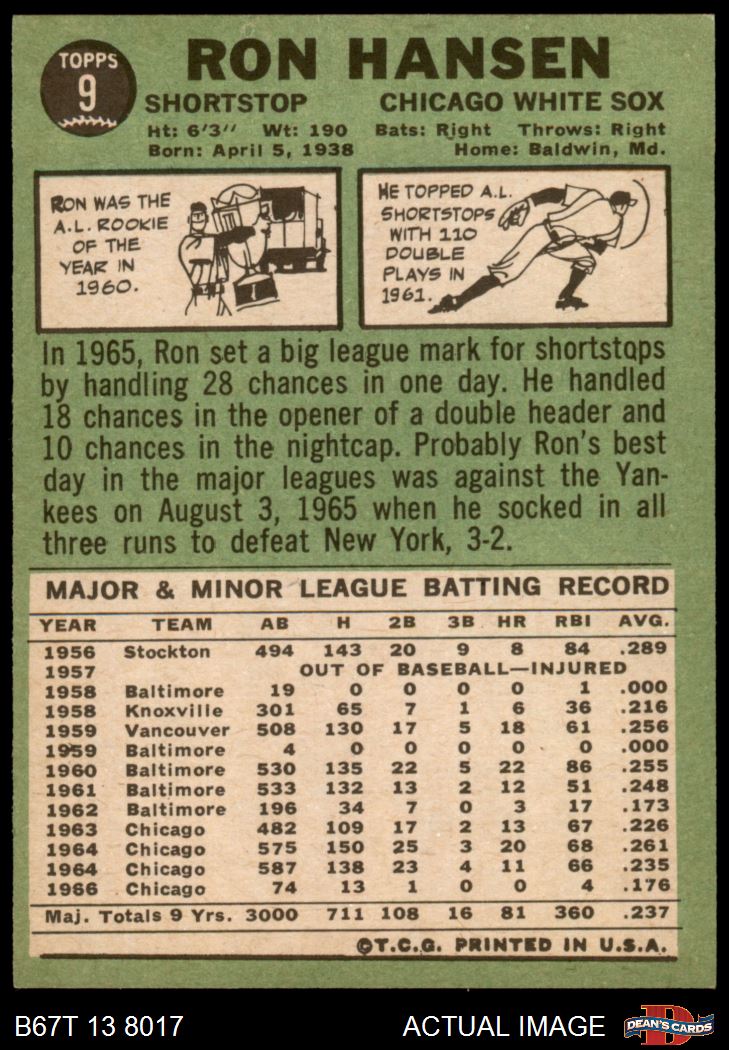 TOPPS
9
RON HANSEN
SHORTSTOP CHICAGO WHITE SOX
Ht: 6'3" Wt: 190 Bats: Right Throws: Right
Born: April 5, 1938 Home: Baldwin, Md.
RON WAS THE
A.L. ROOKIE
OF THE
YEAR IN
1960.
HE TOPPED A.L.
SHORTSTOPS
WITH 110
DOUBLE
PLAYS IN
1961.
In 1965, Ron set a big league mark for shortstops
by handling 28 chances in one day. He handled
18 chances in the opener of a double header and
10 chances in the nightcap. Probably Ron's best
day in the major leagues was against the Yan-
kees on August 3, 1965 when he socked in all
three runs to defeat New York, 3-2.
MAJOR & MINOR LEAGUE BATTING RECORD
YEAR TEAM AB H 2B 3B HR RBI AVG.
1956 Stockton 494 143 20 9 8 84 .289
1957 OUT OF BASEBALL—INJURED
1958 Baltimore 19 0 0 0 0 1 .000
1958 Knoxville 301 65 7 1 6 36 .216
1959 Vancouver 508 130 17 5 18 61 .256
1959 Baltimore 4 0 0 0 0 0 .000
1960 Baltimore 530 135 22 5 22 86 .255
1961 Baltimore 533 132 13 2 12 51 .248
1962 Baltimore 196 34 7 0 3 17 .173
1963 Chicago 482 109 17 2 13 67 .226
1964 Chicago 575 150 25 3 20 68 .261
1964 Chicago 587 138 23 4 11 66 .235
1966 Chicago 74 13 1 0 0 4 .176
Maj. Totals 9 Yrs. 3000 711 108 16 81 360 .237
©T.C.G. PRINTED IN U.S.A.
B67T 13 8017 ACTUAL IMAGE
D
DEAN'S CARDS